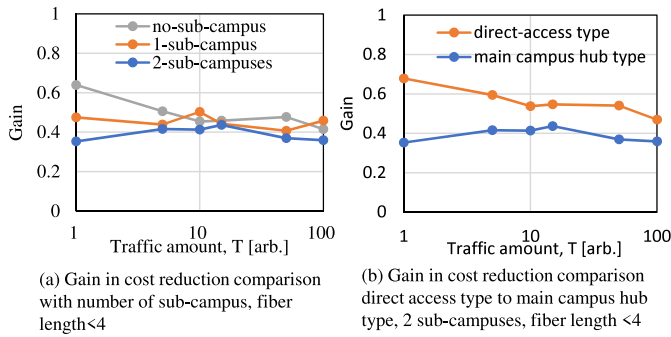 1
0.8
0.6
0.4
0.2
0
Gain
no-sub-campus
1-sub-campus
2-sub-campuses
1
10
100
Traffic amount, T [arb.]
(a) Gain in cost reduction comparison
with number of sub-campus, fiber
length<4
1
0.8
0.6
0.4
0.2
0
Gain
direct-access type
main campus hub type
1
10
100
Traffic amount, T [arb.]
(b) Gain in cost reduction comparison
direct access type to main campus hub
type, 2 sub-campuses, fiber length <4